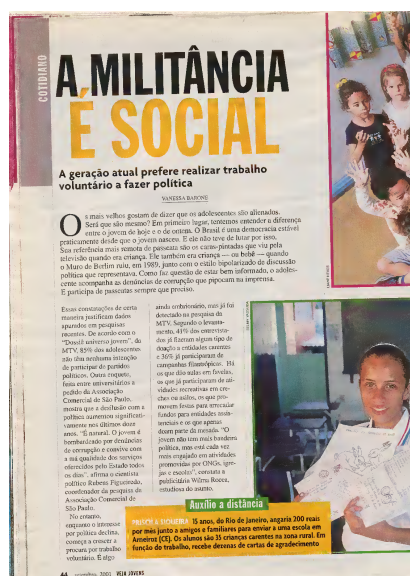 COTIDIANO
A MILITÂNCIA
É SOCIAL
A geração atual prefere realizar trabalho
voluntário a fazer política
VANESSA BARONE
Os mais velhos gostam de dizer que os adolescentes são alienados.
Será que são mesmo? Em primeiro lugar, tentemos entender a diferença
entre o jovem de hoje e o de ontem. O Brasil é uma democracia estável
praticamente desde que o jovem nasceu. E ele não teve de lutar por isso.
Sua referência mais remota de passeata são os caras-pintadas que viu pela
televisão quando era criança. Ele também era criança — ou bebê — quando
o Muro de Berlim ruiu, em 1989, junto com o estilo bipolarizado de discussão
política que representava. Como faz questão de estar bem informado, o adoles-
cente acompanha as denúncias de corrupção que pipocam na imprensa.
E participa de passeatas sempre que preciso.
Essas constatações de certa
maneira justificam dados
apurados em pesquisas
recentes. De acordo com o
"Dossiê universo jovem", da
MTV, 85% dos adolescentes
não têm nenhuma intenção
de participar de partidos
políticos. Outra enquete,
feita entre universitários a
pedido da Associação
Comercial de São Paulo,
mostra que a desilusão com a
política aumentou significati-
vamente nos últimos doze
anos. "É natural. O jovem é
bombardeado por denúncias
de corrupção e convive com
a má qualidade dos serviços
oferecidos pelo Estado todos
os dias", afirma o cientista
político Rubens Figueiredo,
coordenador da pesquisa da
Associação Comercial de
São Paulo.
No entanto,
enquanto o interesse
por política declina,
começa a crescer a
procura por trabalho
voluntário. É algo
ainda embrionário, mas já foi
detectado na pesquisa da
MTV. Segundo o levanta-
mento, 41% dos entrevista-
dos já fizeram algum tipo de
doação a entidades carentes
e 36% já participaram de
campanhas filantrópicas. Há
os que dão aulas em favelas,
os que já participaram de ati-
vidades recreativas em cre-
ches ou asilos, os que pro-
movem festas para arrecadar
fundos para entidades assis-
tenciais e os que apenas
doam parte da mesada. "O
jovem não tem mais bandeira
política, mas está cada vez
mais engajado em atividades
promovidas por ONGs, igre-
jas e escolas", constata a
publicitária Wilma Rocca,
estudiosa do assunto.
Auxílio a distância
15 anos, do Rio de Janeiro, angaria 200 reais
por mês junto a amigos e familiares para enviar a uma escola em
Ameiroz (CE). Os alunos são 35 crianças carentes na zona rural. Em
função do trabalho, recebe dezenas de cartas de agradecimento
44 setembro, 2001 VEJA JOVENS